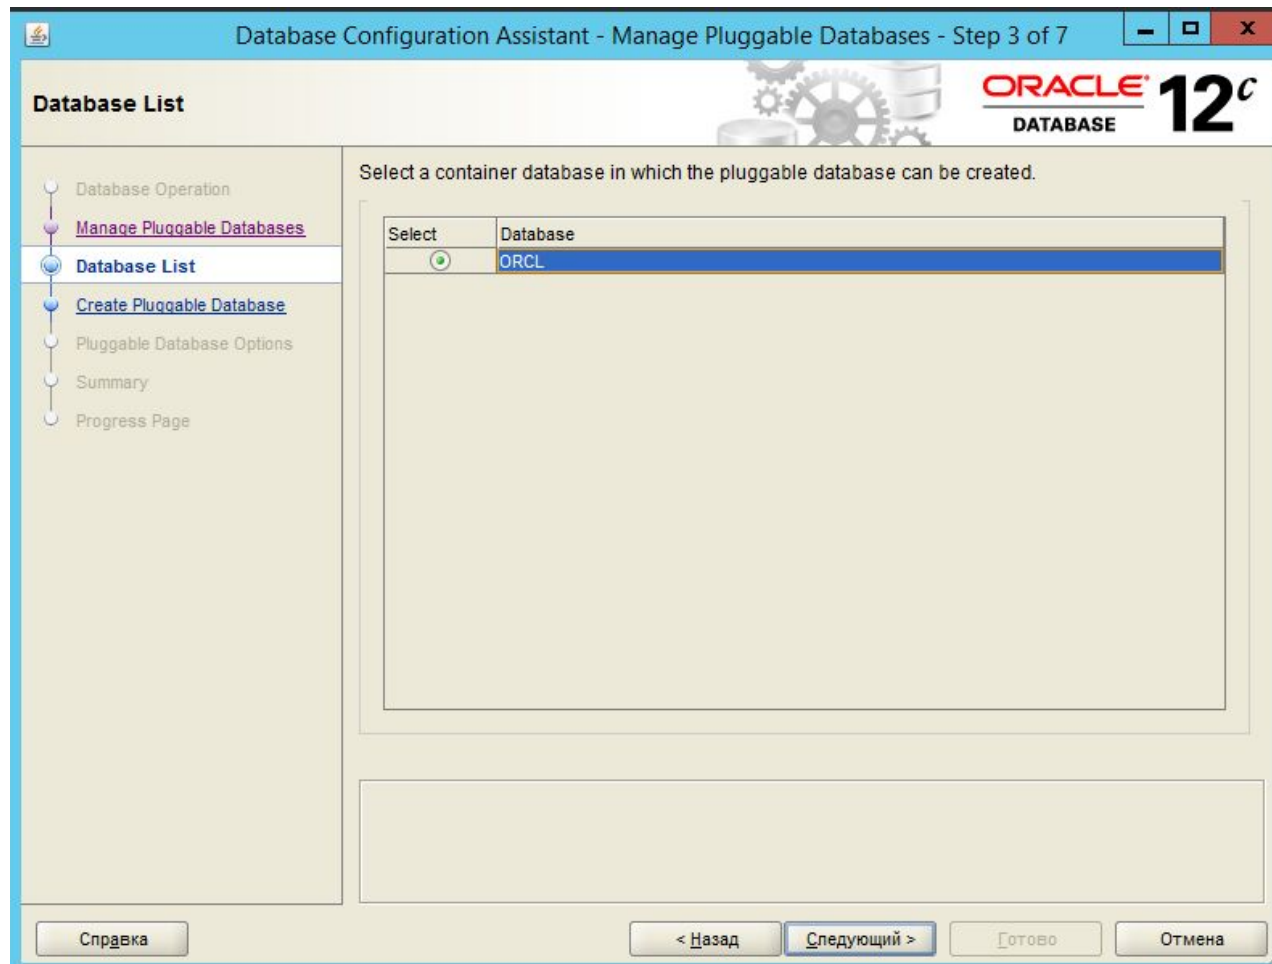 Database Configuration Assistant - Manage Pluggable Databases - Step 3 of 7
Database List
ORACLE DATABASE 12c
Database Operation
Manage Pluggable Databases
Database List
Create Pluggable Database
Pluggable Database Options
Summary
Progress Page
Select a container database in which the pluggable database can be created.
Select Database
ORCL
Справка
< Назад
Следующий >
Готово
Отмена